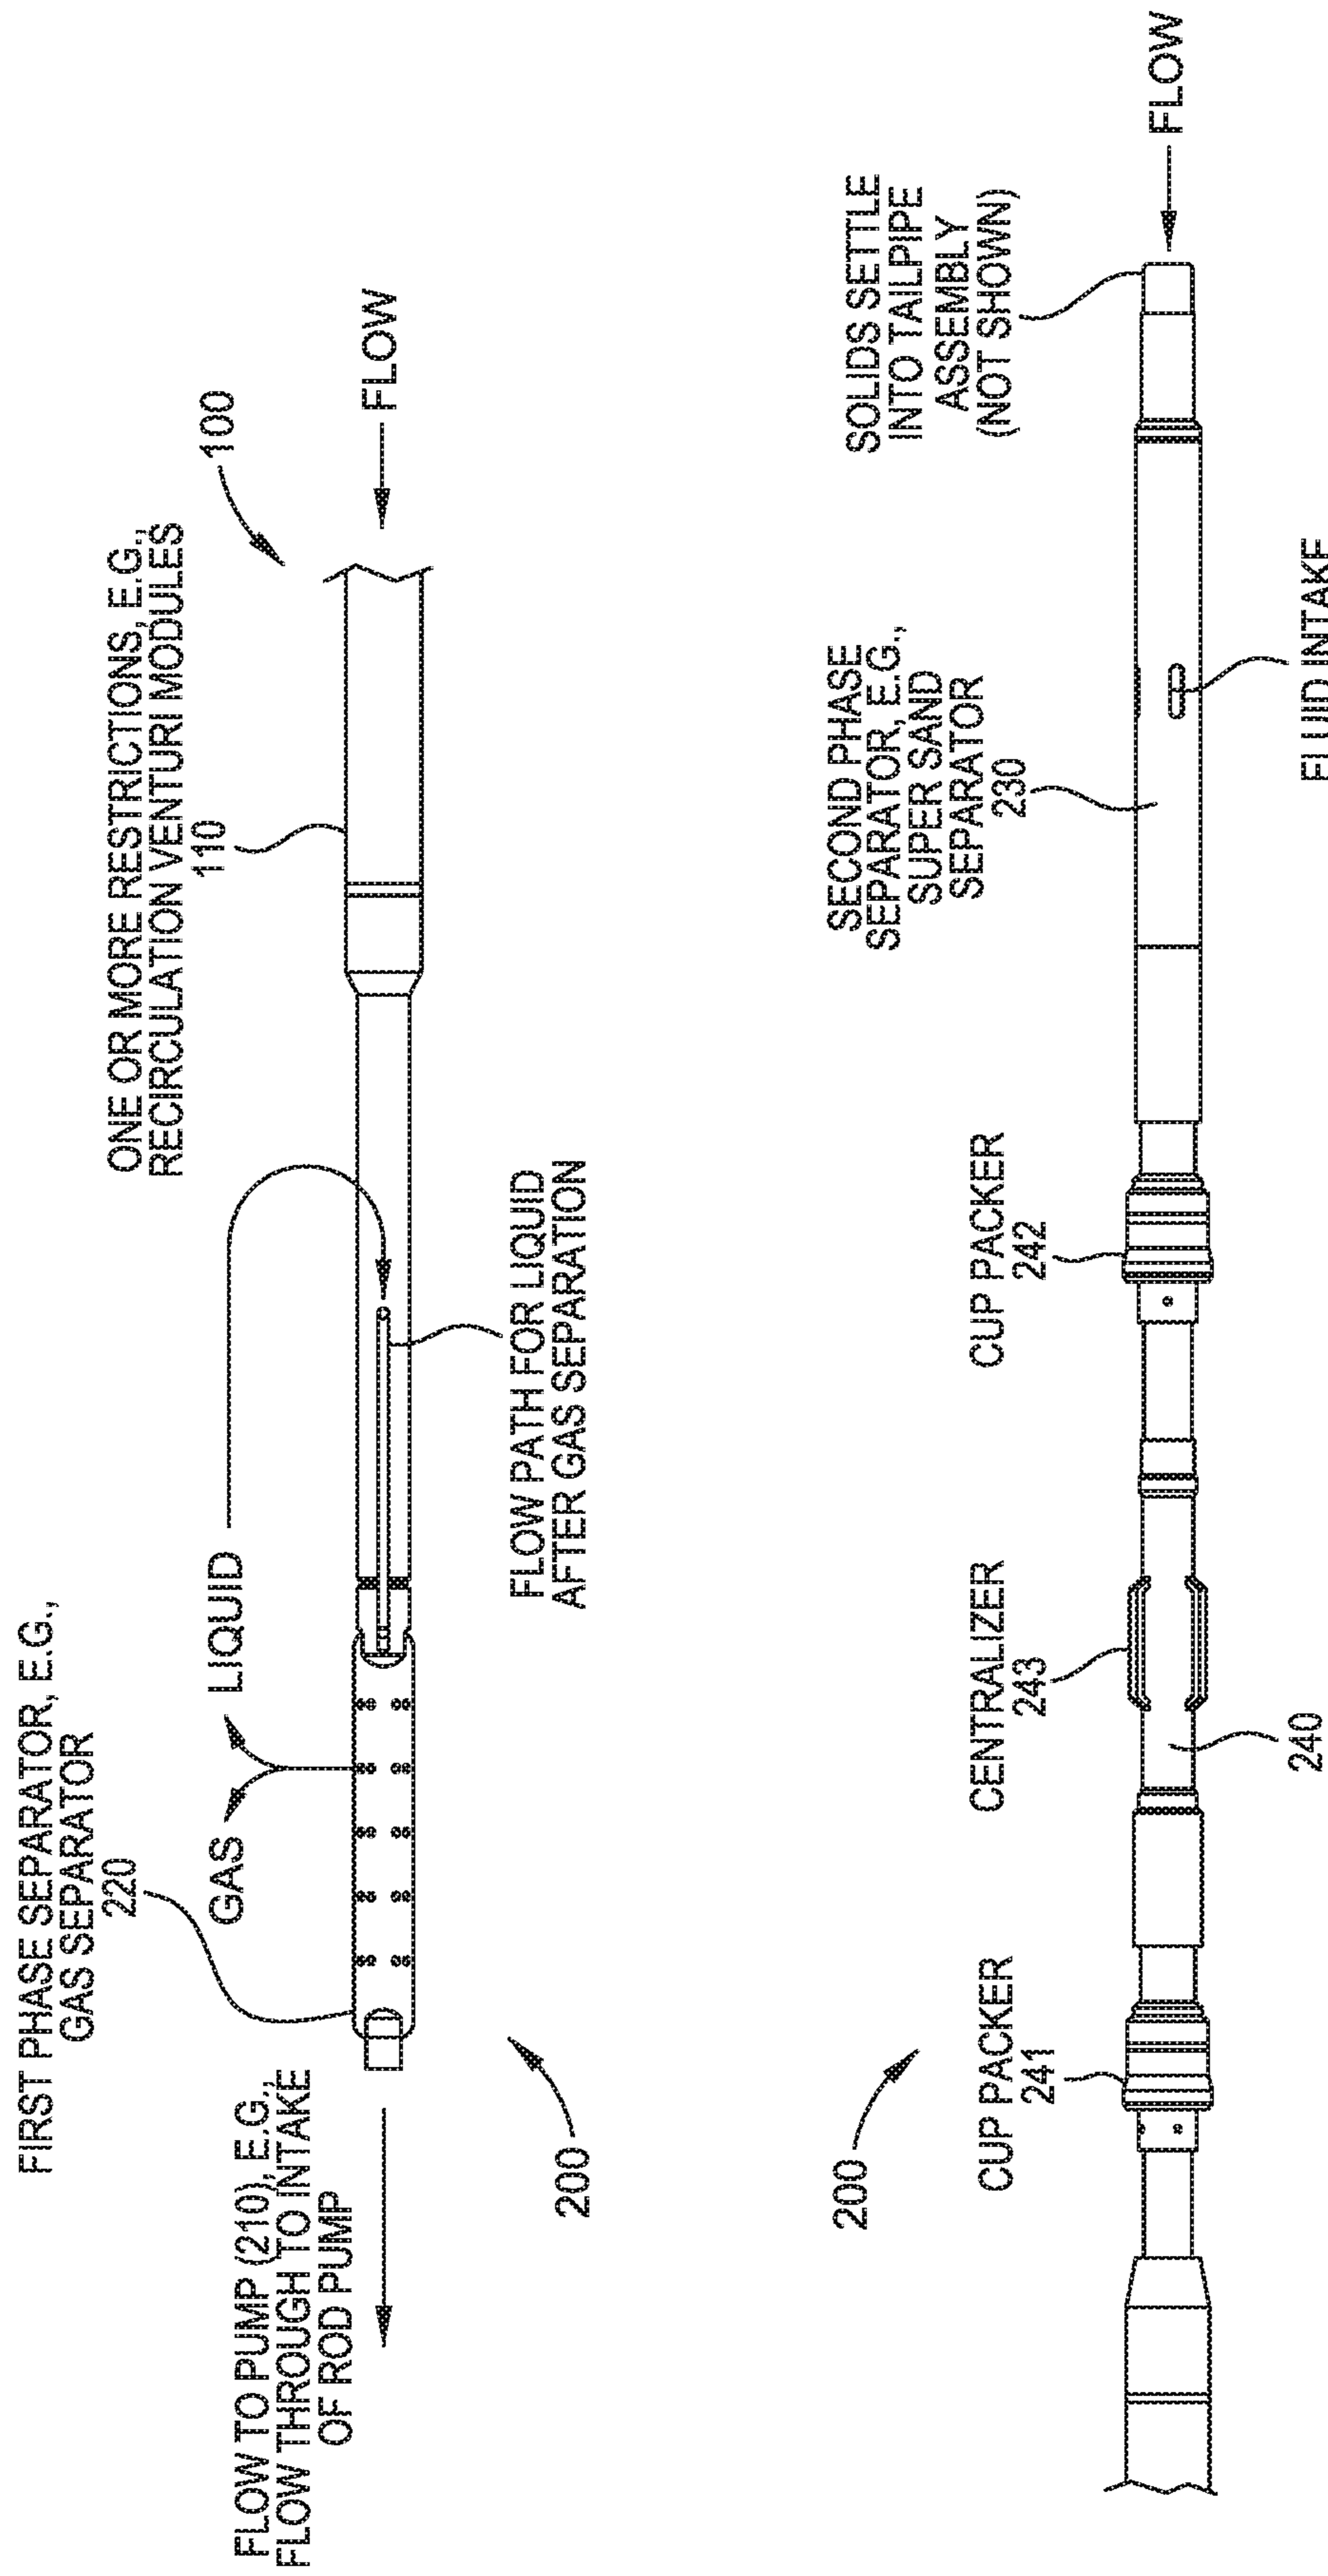 FIRST PHASE SEPARATOR, E.G.,
GAS SEPARATOR
220
ONE OR MORE RESTRICTIONS, E.G.,
RECIRCULATION VENTURI MODULES
110
100
GAS
LIQUID
FLOW
FLOW TO PUMP (210), E.G.,
FLOW THROUGH TO INTAKE
OF ROD PUMP
FLOW PATH FOR LIQUID
AFTER GAS SEPARATION
200
200
SECOND PHASE
SEPARATOR, E.G.,
SUPER SAND
SEPARATOR
230
SOLIDS SETTLE
INTO TAILPIPE
ASSEMBLY
(NOT SHOWN)
CUP PACKER
241
CENTRALIZER
243
CUP PACKER
242
FLOW
240
FLUID INTAKE